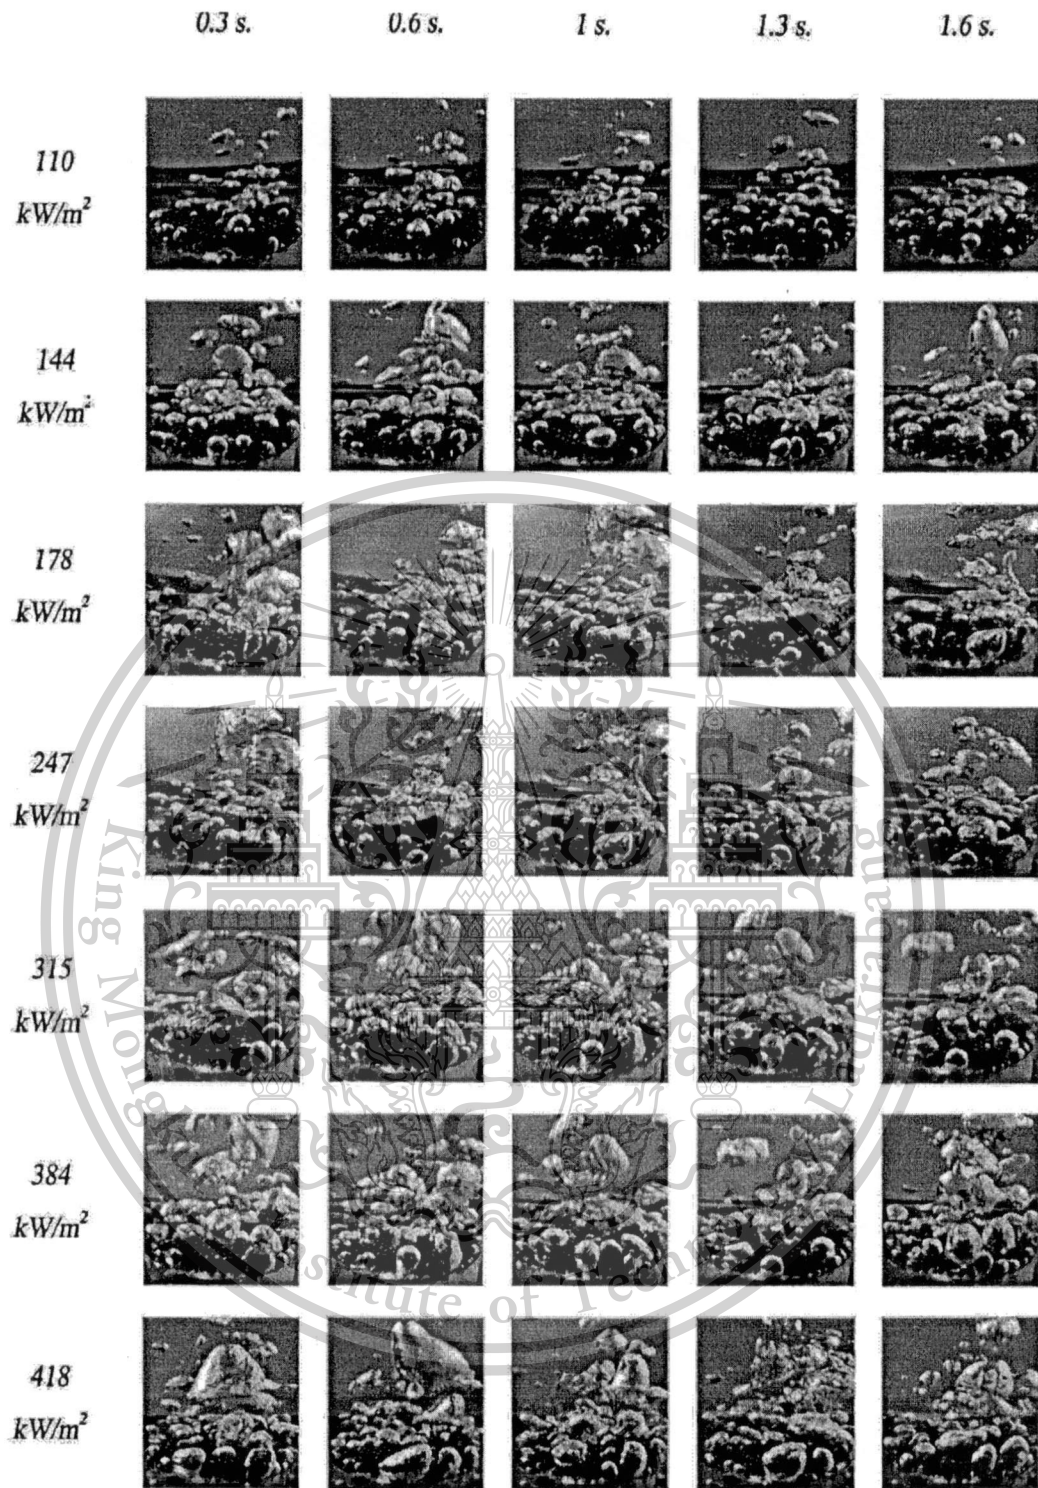 0.3 s. 0.6 s. 1 s. 1.3 s. 1.6 s.
110
kW/m²
144
kW/m²
178
kW/m²
247
kW/m²
315
kW/m²
384
kW/m²
418
kW/m²
King Mongkut's Institute of Technology Ladkrabang